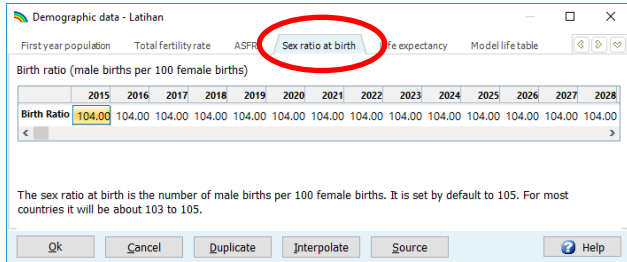 Demographic data - Latihan
First year population Total fertility rate ASFR Sex ratio at birth fe expectancy Model life table
Birth ratio (male births per 100 female births)
2015 2016 2017 2018 2019 2020 2021 2022 2023 2024 2025 2026 2027 2028
Birth Ratio 104.00 104.00 104.00 104.00 104.00 104.00 104.00 104.00 104.00 104.00 104.00 104.00 104.00 104.00
The sex ratio at birth is the number of male births per 100 female births. It is set by default to 105. For most
countries it will be about 103 to 105.
Ok Cancel Duplicate Interpolate Source Help